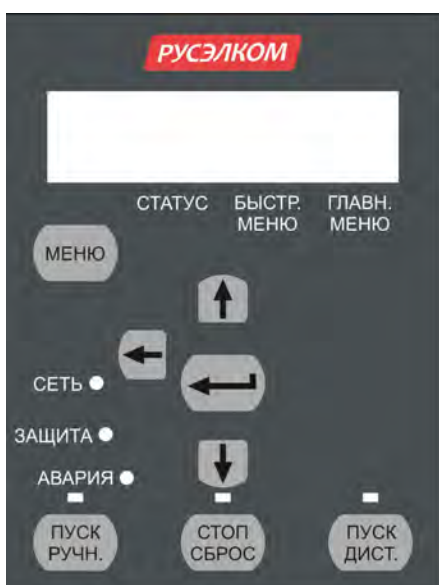 РУСЭЛКОМ
СТАТУС БЫСТР. МЕНЮ ГЛАВН. МЕНЮ
МЕНЮ
СЕТЬ
ЗАЩИТА
АВАРИЯ
ПУСК РУЧН.
СТОП СБРОС
ПУСК ДИСТ.